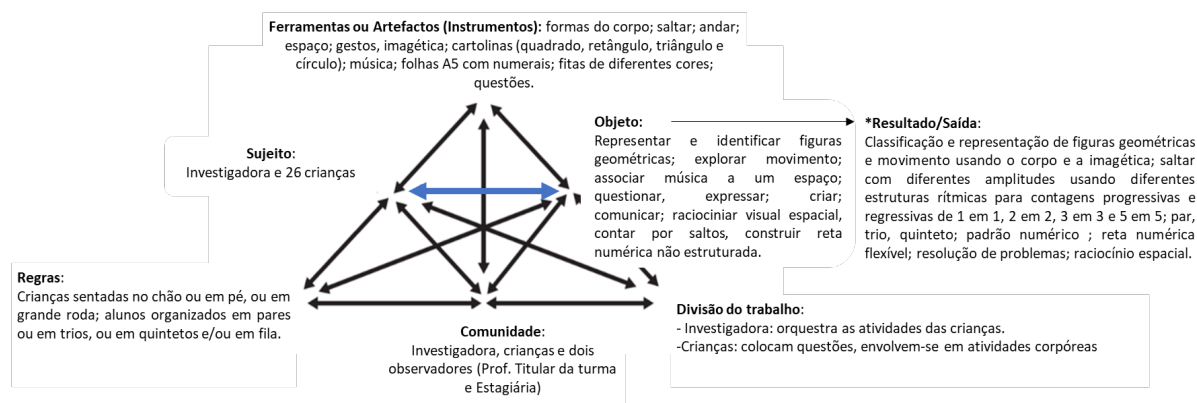 Ferramentas ou Artefactos (Instrumentos): formas do corpo; saltar; andar;
espaço; gestos, imagética; cartolinas (quadrado, retângulo, triângulo e
círculo); música; folhas A5 com numerais; fitas de diferentes cores;
questões.
Sujeito:
Investigadora e 26 crianças
Objeto:
Representar e identificar figuras
geométricas; explorar movimento;
associar música a um espaço;
questionar, expressar; criar;
comunicar; raciociniar visual espacial,
contar por saltos, construir reta
numérica não estruturada.
*Resultado/Saída:
Classificação e representação de figuras geométricas
e movimento usando o corpo e a imagética; saltar
com diferentes amplitudes usando diferentes
estruturas rítmicas para contagens progressivas e
regressivas de 1 em 1, 2 em 2, 3 em 3 e 5 em 5; par,
trio, quinteto; padrão numérico ; reta numérica
flexível; resolução de problemas; raciocínio espacial.
Regras:
Crianças sentadas no chão ou em pé, ou em
grande roda; alunos organizados em pares
ou em trios, ou em quintetos e/ou em fila.
Comunidade:
Investigadora, crianças e dois
observadores (Prof. Titular da turma
e Estagiária)
Divisão do trabalho:
- Investigadora: orquestra as atividades das crianças.
-Crianças: colocam questões, envolvem-se em atividades corpóreas